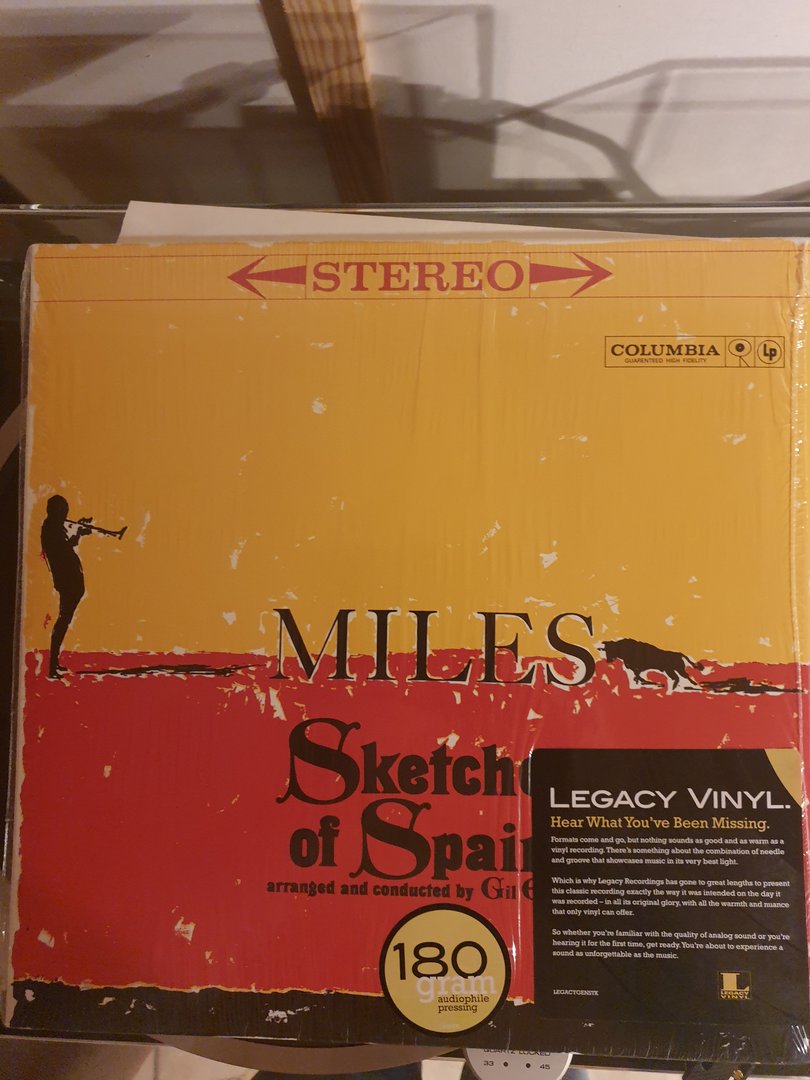 STEREO
COLUMBIA
GUARANTEED HIGH FIDELITY
Lp
MILES
Sketche
of Spain
arranged and conducted by Gil E
LEGACY VINYL.
Hear What You've Been Missing.
Formats come and go, but nothing sounds as good and as warm as a
vinyl recording. There's something about the combination of needle
and groove that showcases music in its very best light.
Which is why Legacy Recordings has gone to great lengths to present
this classic recording exactly the way it was intended on the day it
was recorded – in all its original glory, with all the warmth and nuance
that only vinyl can offer.
So whether you're familiar with the quality of analog sound or you're
hearing it for the first time, get ready. You're about to experience a
sound as unforgettable as the music.
LEGACYGENSTK
L
LEGACY
VINYL
180
gram
audiophile
pressing
QUARTZ LOCKED
33 45